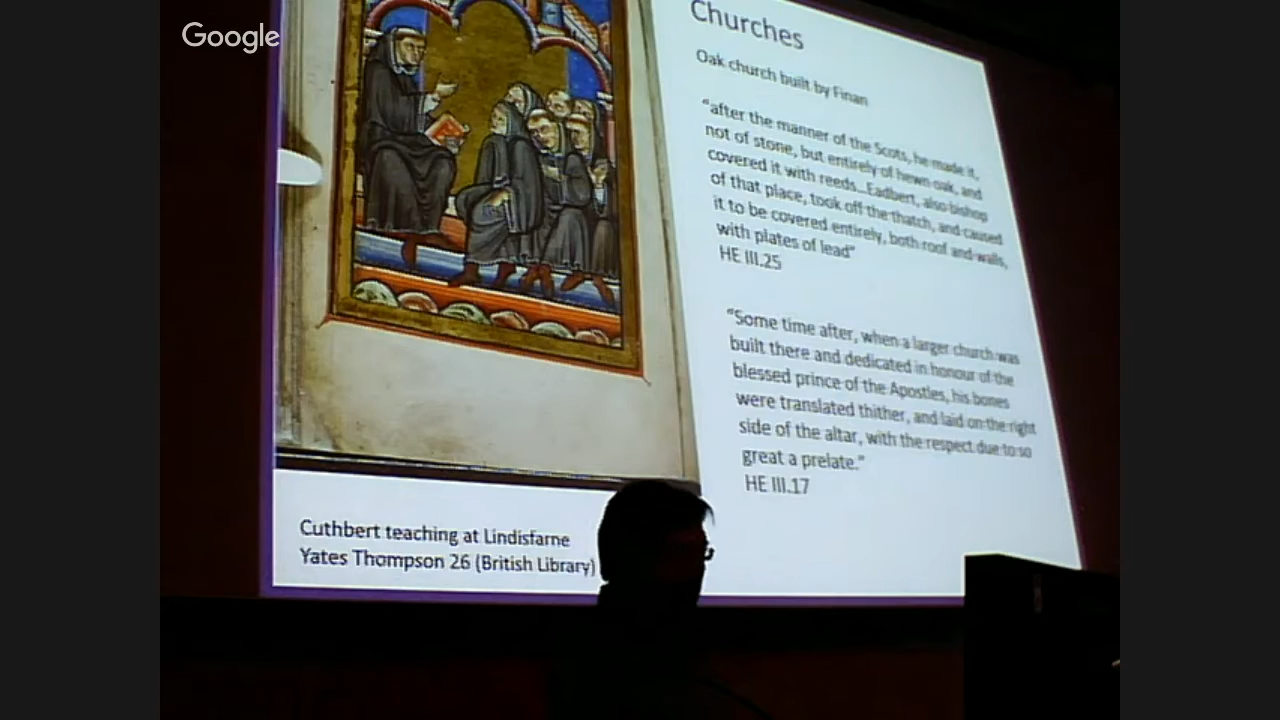 Google
Churches
Oak church built by Finan
“after the manner of the Scots, he made it,
not of stone, but entirely of hewn oak, and
covered it with reeds...Eadbert, also bishop
of that place, took off the thatch, and caused
it to be covered entirely, both roof and walls,
with plates of lead”
HE III.25
“Some time after, when a larger church was
built there and dedicated in honour of the
blessed prince of the Apostles, his bones
were translated thither, and laid on the right
side of the altar, with the respect due to so
great a prelate.”
HE III.17
Cuthbert teaching at Lindisfarne
Yates Thompson 26 (British Library)